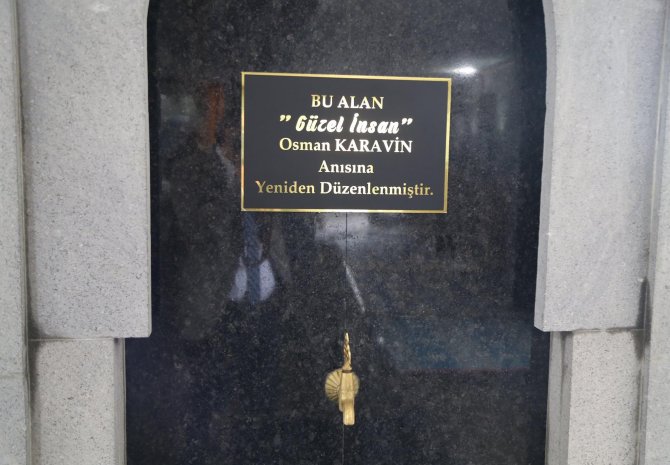 BU ALAN
"Güzel İnsan"
Osman KARAVİN
Anısına
Yeniden Düzenlenmiştir.